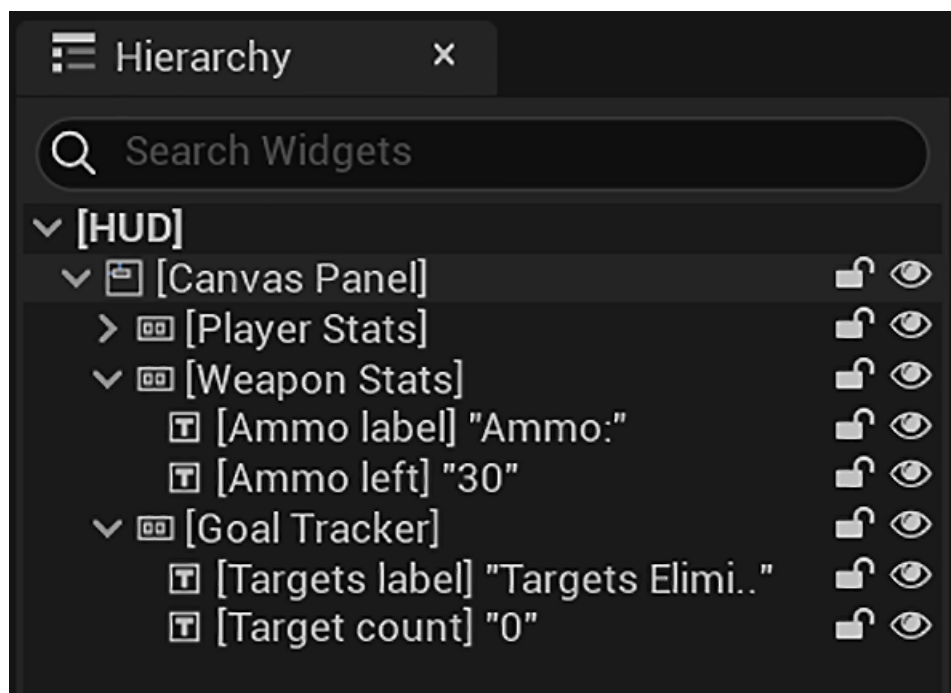 Hierarchy
Search Widgets
[HUD]
[Canvas Panel]
[Player Stats]
[Weapon Stats]
[Ammo label] "Ammo:"
[Ammo left] "30"
[Goal Tracker]
[Targets label] "Targets Elimi.."
[Target count] "0"